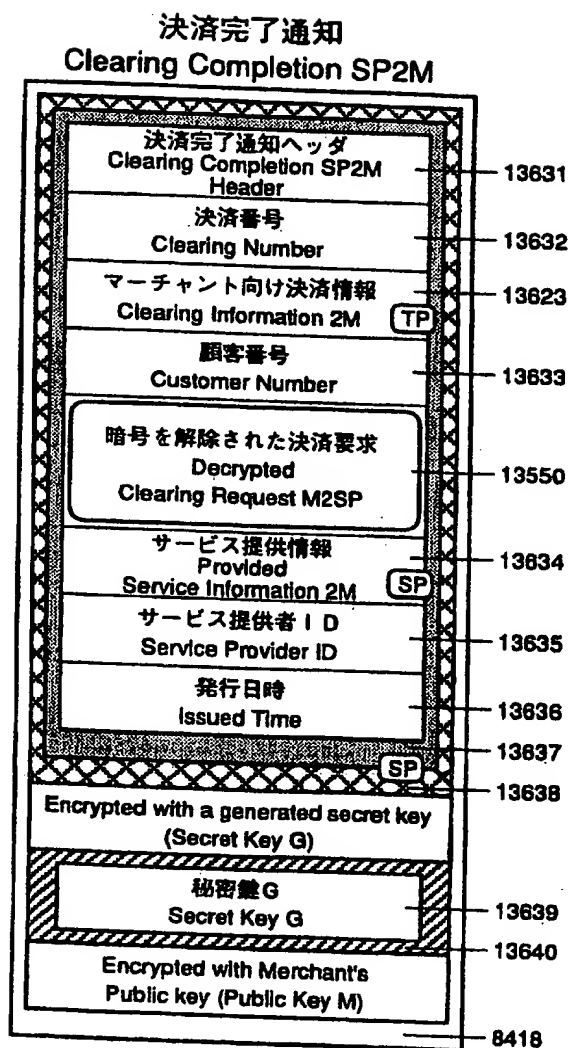 決済完了通知
Clearing Completion SP2M
決済完了通知ヘッダ
Clearing Completion SP2M
Header
13631
決済番号
Clearing Number
13632
マーチャント向け決済情報
Clearing Information 2M
TP
13623
顧客番号
Customer Number
13633
暗号を解除された決済要求
Decrypted
Clearing Request M2SP
13550
サービス提供情報
Provided
Service Information 2M
SP
13634
サービス提供者ID
Service Provider ID
13635
発行日時
Issued Time
13636
13637
SP
13638
Encrypted with a generated secret key
(Secret Key G)
秘密鍵G
Secret Key G
13639
13640
Encrypted with Merchant's
Public key (Public Key M)
8418